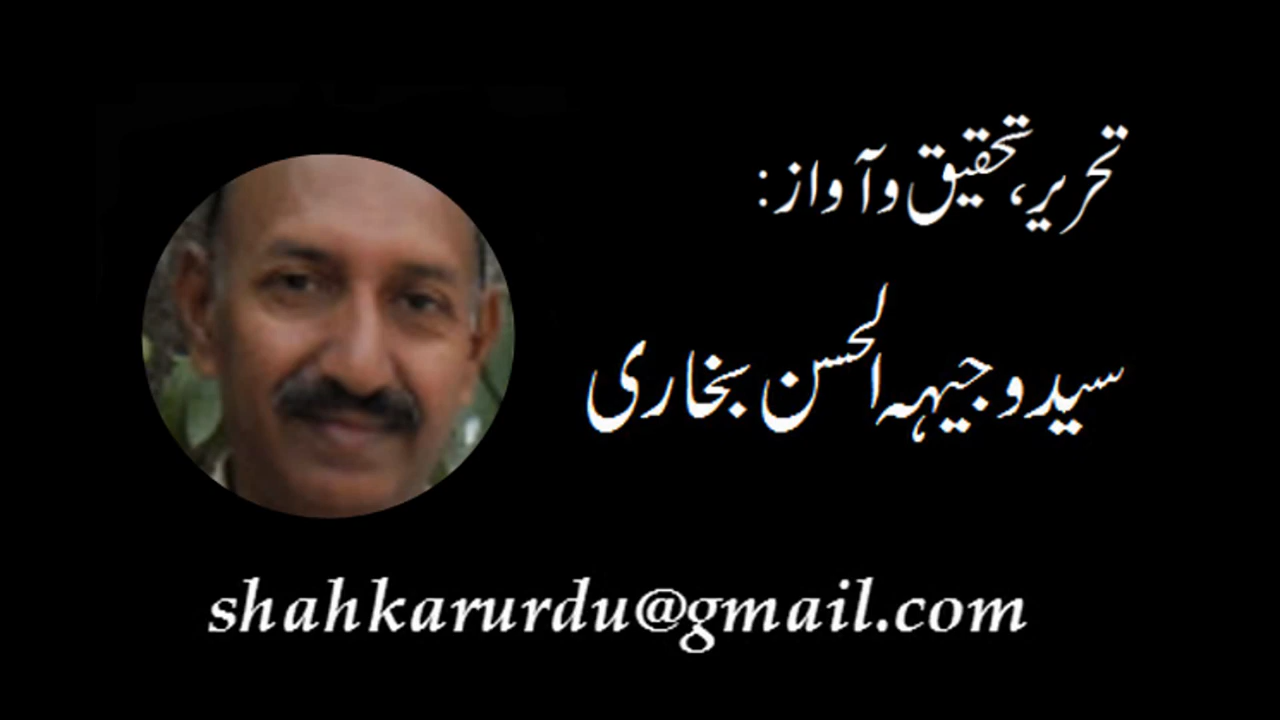 تحریر، تحقیق و آواز:
سید وجیہہ الحسن بخاری
shahkarurdu@gmail.com